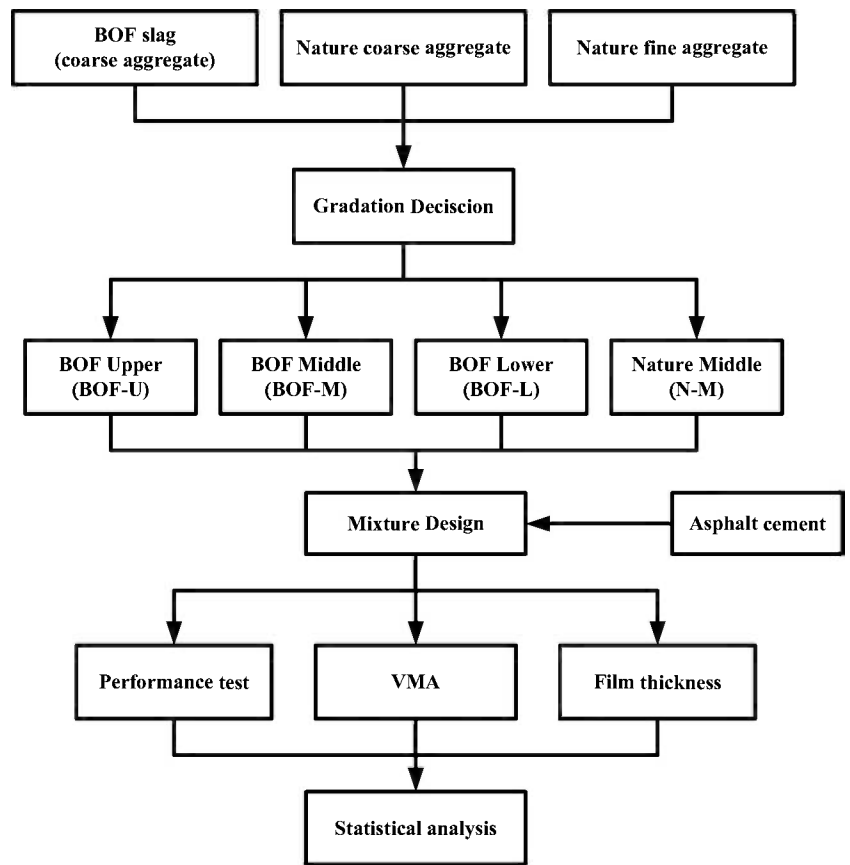 BOF slag
(coarse aggregate)
Nature coarse aggregate
Nature fine aggregate
Gradation Deciscion
BOF Upper
(BOF-U)
BOF Middle
(BOF-M)
BOF Lower
(BOF-L)
Nature Middle
(N-M)
Mixture Design
Asphalt cement
Performance test
VMA
Film thickness
Statistical analysis